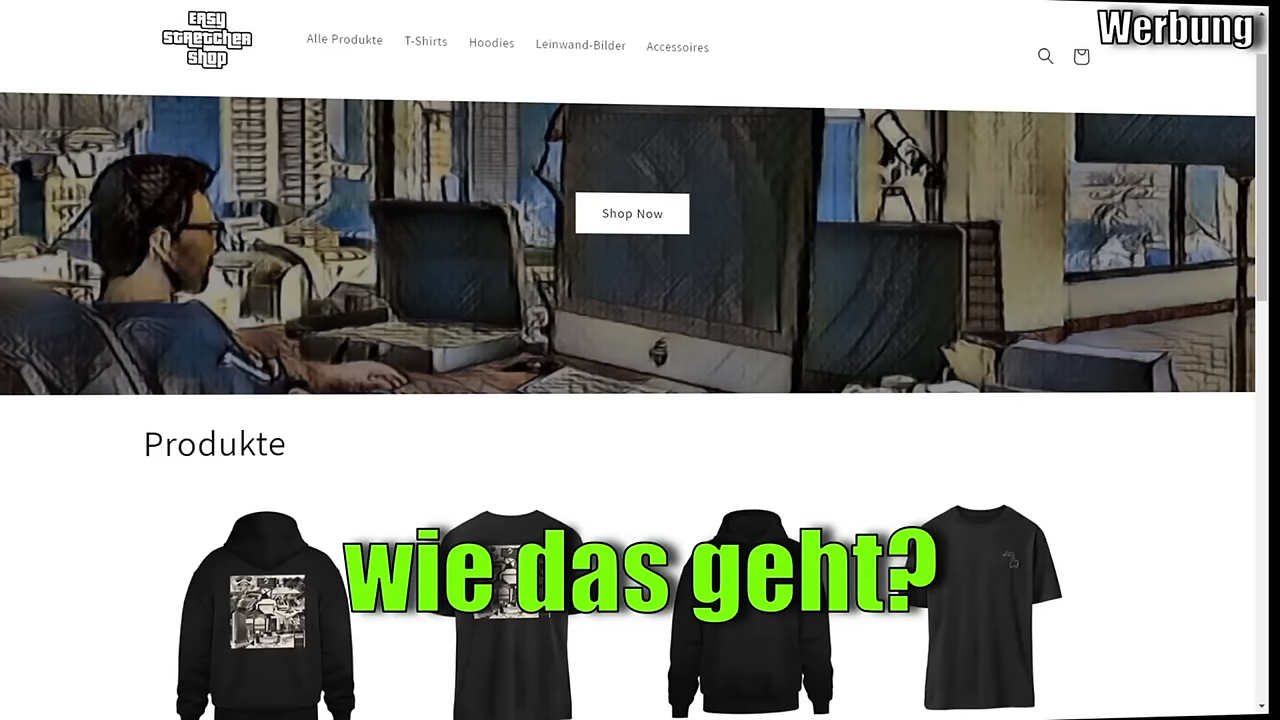 EASY
STRETCHER
SHOP
Alle Produkte T-Shirts Hoodies Leinwand-Bilder Accessoires
Werbung
Shop Now
Produkte
wie das geht?